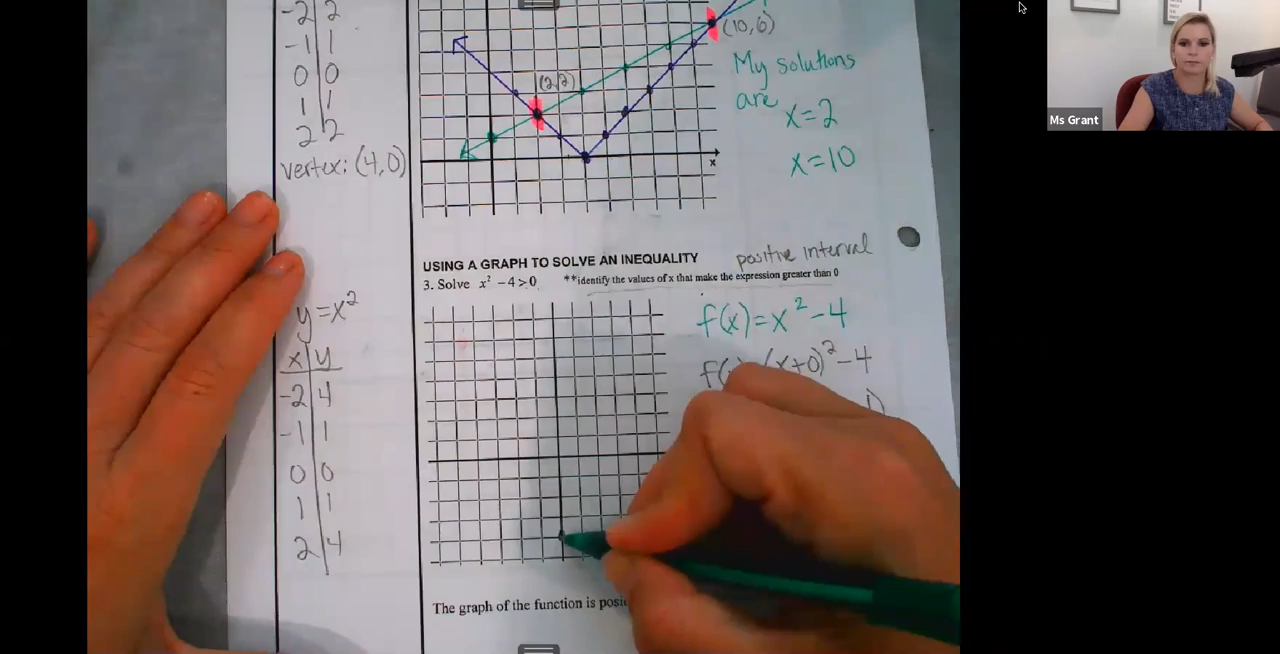 -2 2
-1 1
0 0
1 1
2 2
vertex: (4,0)
(2,2)
(10,6)
x
My solutions
are
x=2
x=10
USING A GRAPH TO SOLVE AN INEQUALITY
positive interval
3. Solve x² - 4 > 0 **identify the values of x that make the expression greater than 0
y=x²
x y
-2 4
-1 1
0 0
1 1
2 4
f(x)=x²-4
(x+0)²-4
The graph of the function is
Ms Grant